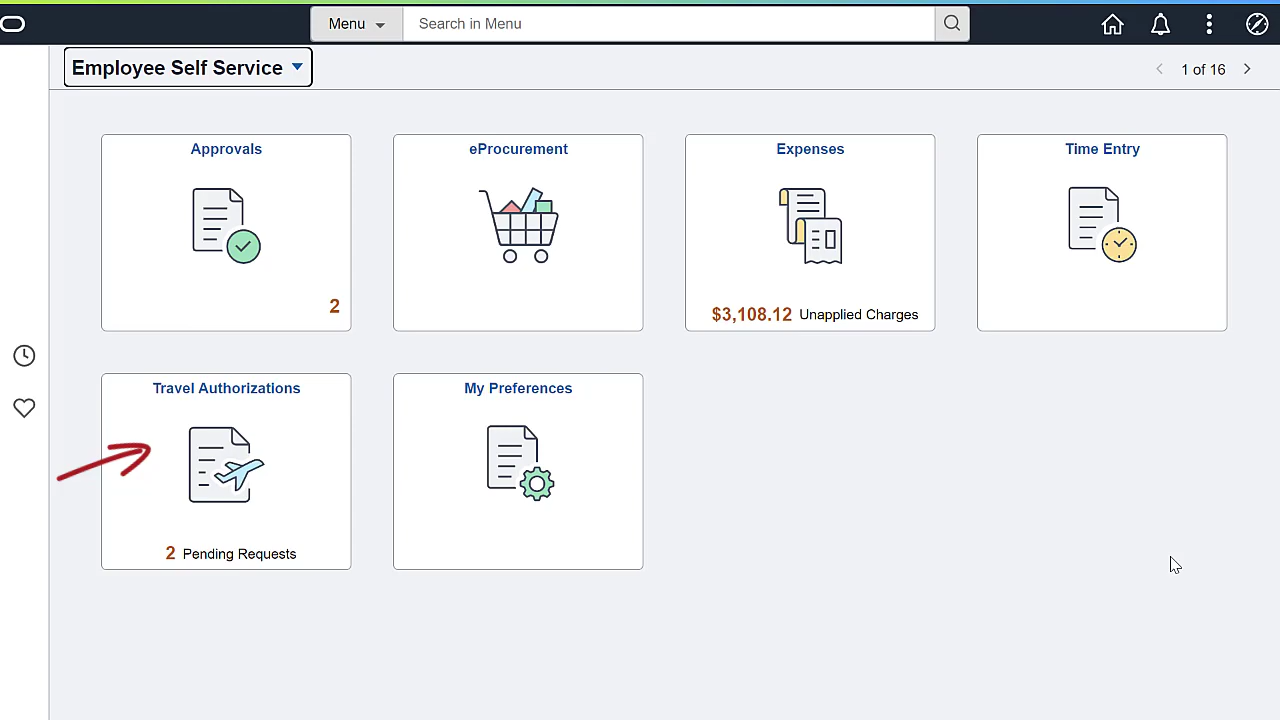 Menu
Search in Menu
Employee Self Service
1 of 16
Approvals
2
eProcurement
Expenses
$3,108.12 Unapplied Charges
Time Entry
Travel Authorizations
2 Pending Requests
My Preferences